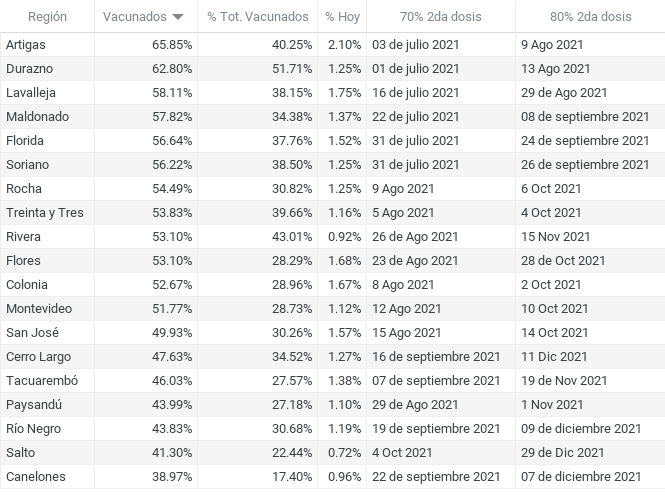 Región Vacunados % Tot. Vacunados % Hoy 70% 2da dosis 80% 2da dosis
Artigas 65.85% 40.25% 2.10% 03 de julio 2021 9 Ago 2021
Durazno 62.80% 51.71% 1.25% 01 de julio 2021 13 Ago 2021
Lavalleja 58.11% 38.15% 1.75% 16 de julio 2021 29 de Ago 2021
Maldonado 57.82% 34.38% 1.37% 22 de julio 2021 08 de septiembre 2021
Florida 56.64% 37.76% 1.52% 31 de julio 2021 24 de septiembre 2021
Soriano 56.22% 38.50% 1.25% 31 de julio 2021 26 de septiembre 2021
Rocha 54.49% 30.82% 1.25% 9 Ago 2021 6 Oct 2021
Treinta y Tres 53.83% 39.66% 1.16% 5 Ago 2021 4 Oct 2021
Rivera 53.10% 43.01% 0.92% 26 de Ago 2021 15 Nov 2021
Flores 53.10% 28.29% 1.68% 23 de Ago 2021 28 de Oct 2021
Colonia 52.67% 28.96% 1.67% 8 Ago 2021 2 Oct 2021
Montevideo 51.77% 28.73% 1.12% 12 Ago 2021 10 Oct 2021
San José 49.93% 30.26% 1.57% 15 Ago 2021 14 Oct 2021
Cerro Largo 47.63% 34.52% 1.27% 16 de septiembre 2021 11 Dic 2021
Tacuarembó 46.03% 27.57% 1.38% 07 de septiembre 2021 19 de Nov 2021
Paysandú 43.99% 27.18% 1.10% 29 de Ago 2021 1 Nov 2021
Río Negro 43.83% 30.68% 1.19% 19 de septiembre 2021 09 de diciembre 2021
Salto 41.30% 22.44% 0.72% 4 Oct 2021 29 de Dic 2021
Canelones 38.97% 17.40% 0.96% 22 de septiembre 2021 07 de diciembre 2021